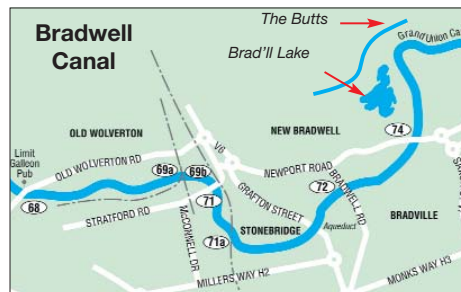 Bradwell
Canal
The Butts
Brad'll Lake
GRAND UNION CA
OLD WOLVERTON
NEW BRADWELL
Limit
Galleon
Pub
OLD WOLVERTON RD
V6
NEWPORT ROAD
74
69a
69b
68
71
72
STRATFORD RD
GRAFTON STREET
BRADWELL RD
McCONNELL DR
STONEBRIDGE
Aqueduct
BRADVILLE
71a
MILLERS WAY H2
MONKS WAY H3